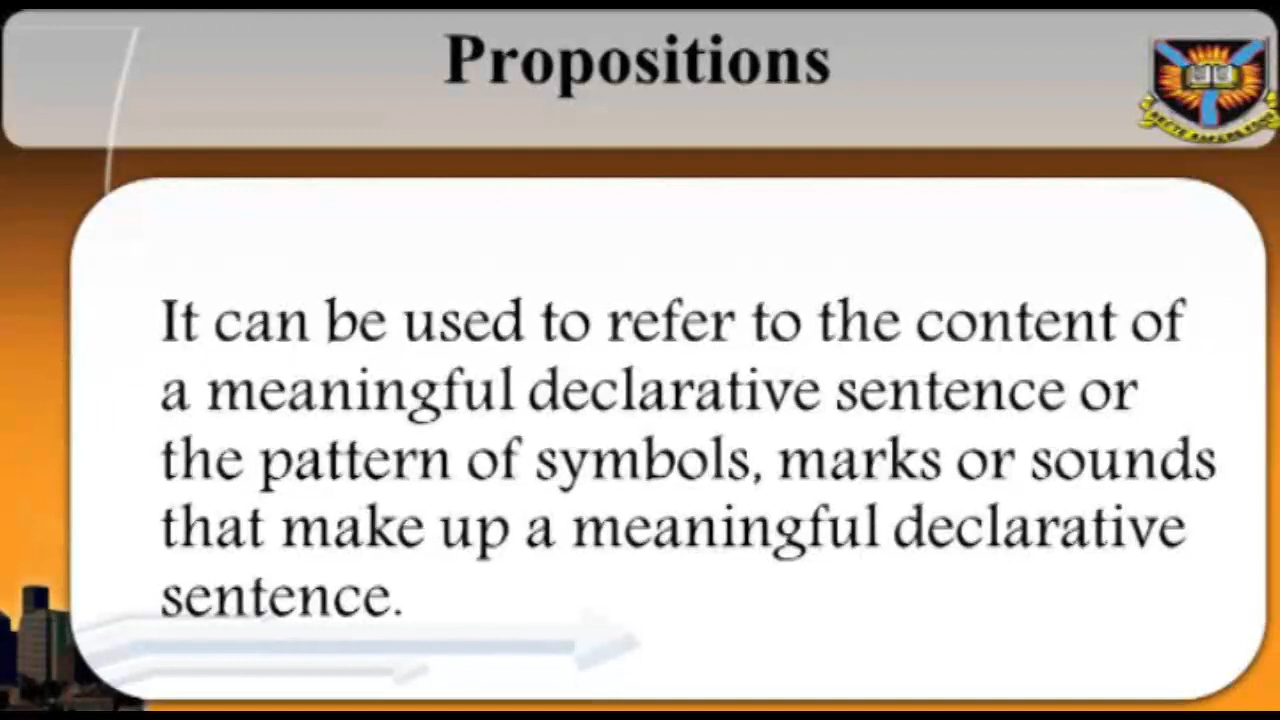 Propositions
It can be used to refer to the content of
a meaningful declarative sentence or
the pattern of symbols, marks or sounds
that make up a meaningful declarative
sentence.